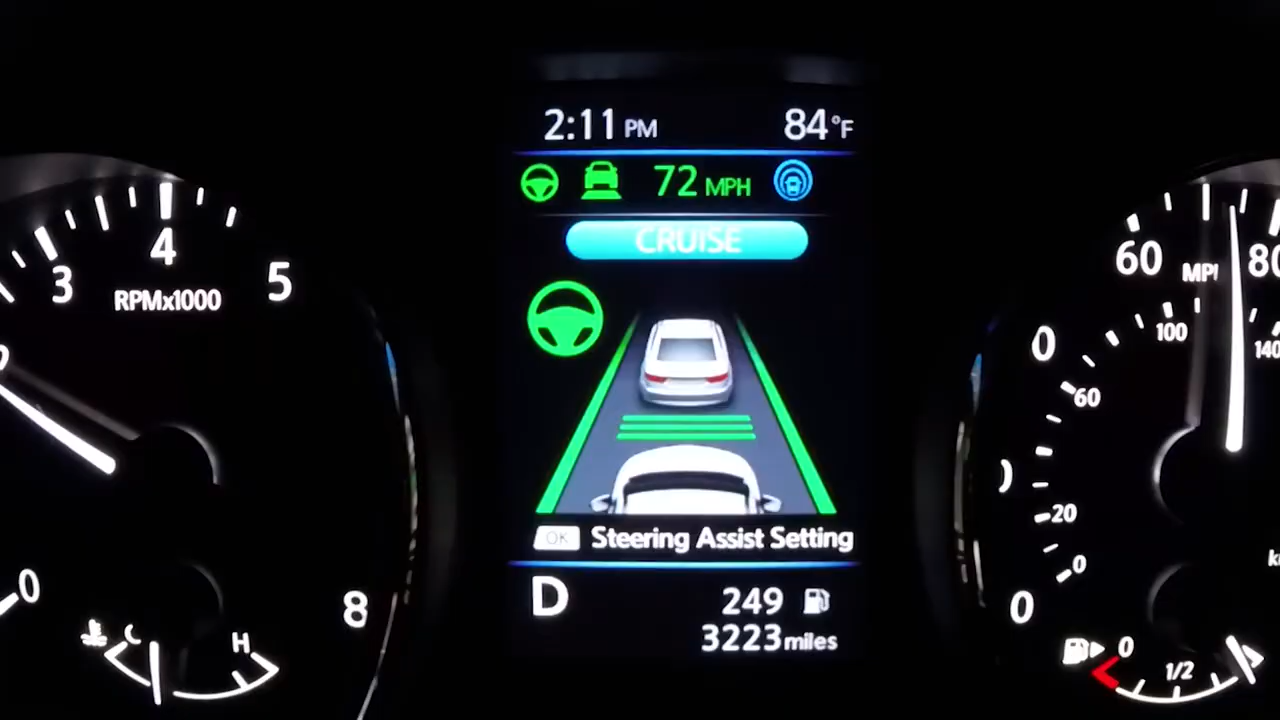 2:11 PM 84°F
72 MPH
CRUISE
OK Steering Assist Setting
D 249
3223 miles
3 4 5
RPMx1000
0 8
C H
60 80
MP
100 140
0
60
20
0
0
0 1/2